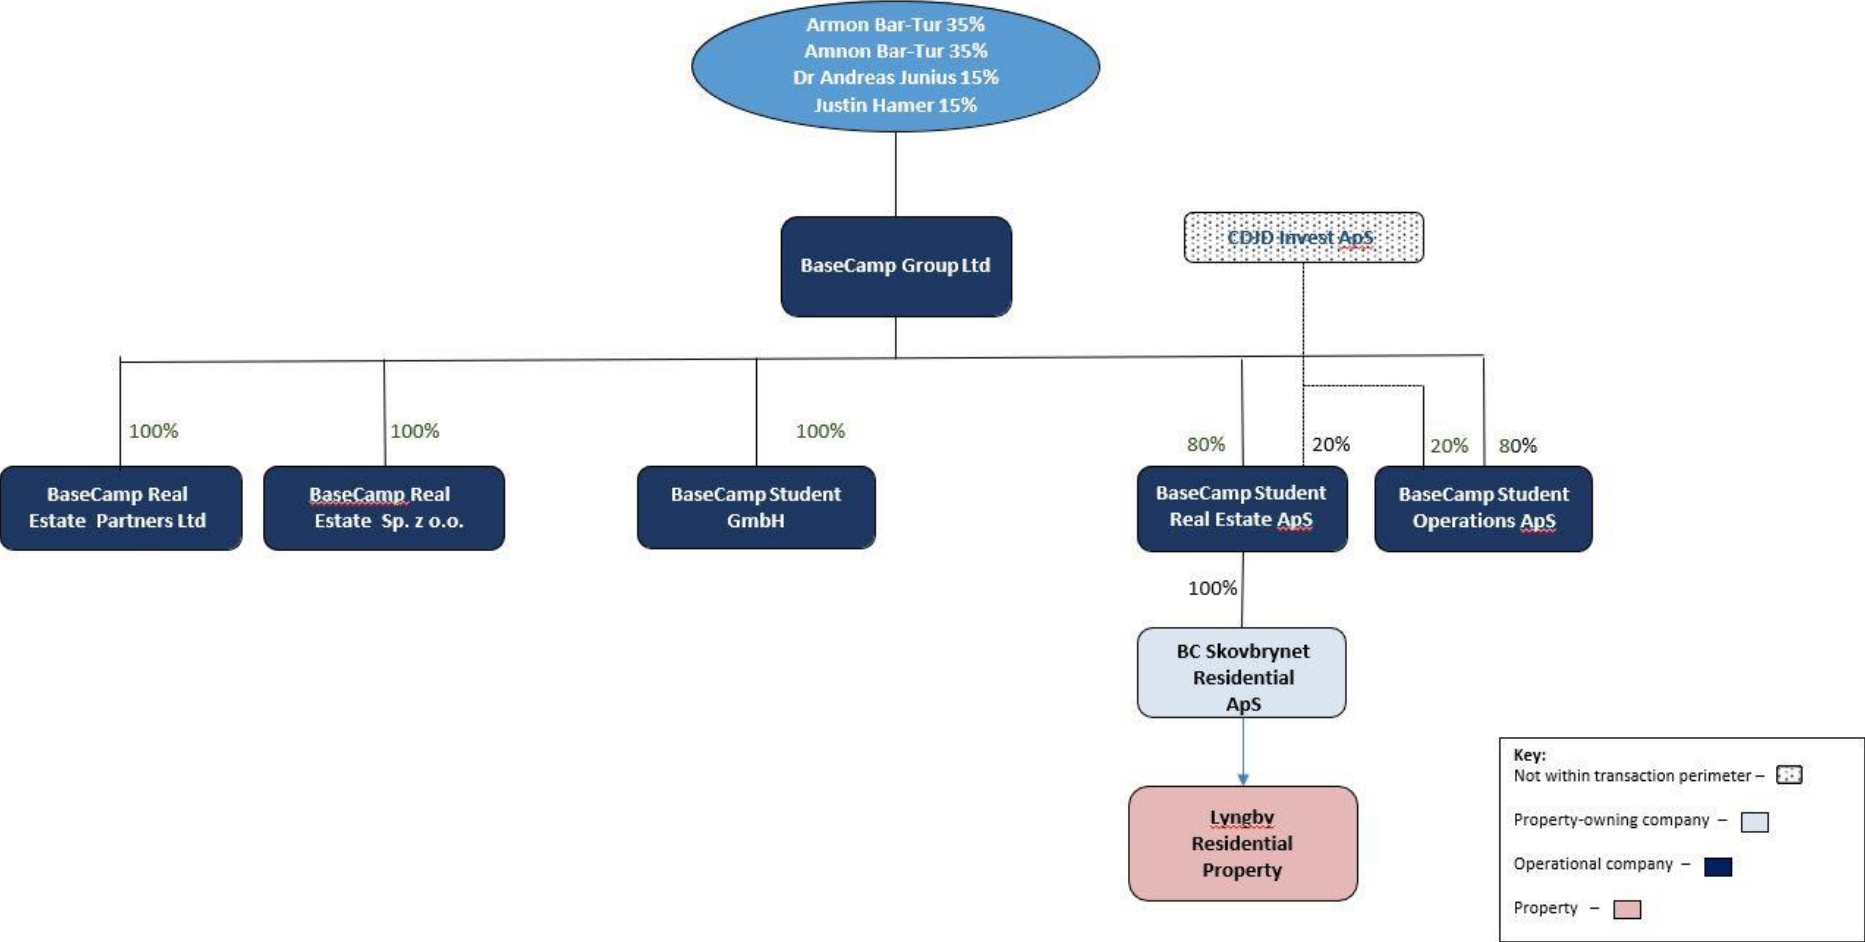 Armon Bar-Tur 35%
Amnon Bar-Tur 35%
Dr Andreas Junius 15%
Justin Hamer 15%
BaseCamp Group Ltd
CDJD Invest ApS
100%
100%
100%
80%
20%
20%
80%
BaseCamp Real
Estate Partners Ltd
BaseCamp Real
Estate Sp. z o.o.
BaseCamp Student
GmbH
BaseCamp Student
Real Estate ApS
BaseCamp Student
Operations ApS
100%
BC Skovbrynet
Residential
ApS
Lyngby
Residential
Property
Key:
Not within transaction perimeter –
Property-owning company –
Operational company –
Property –